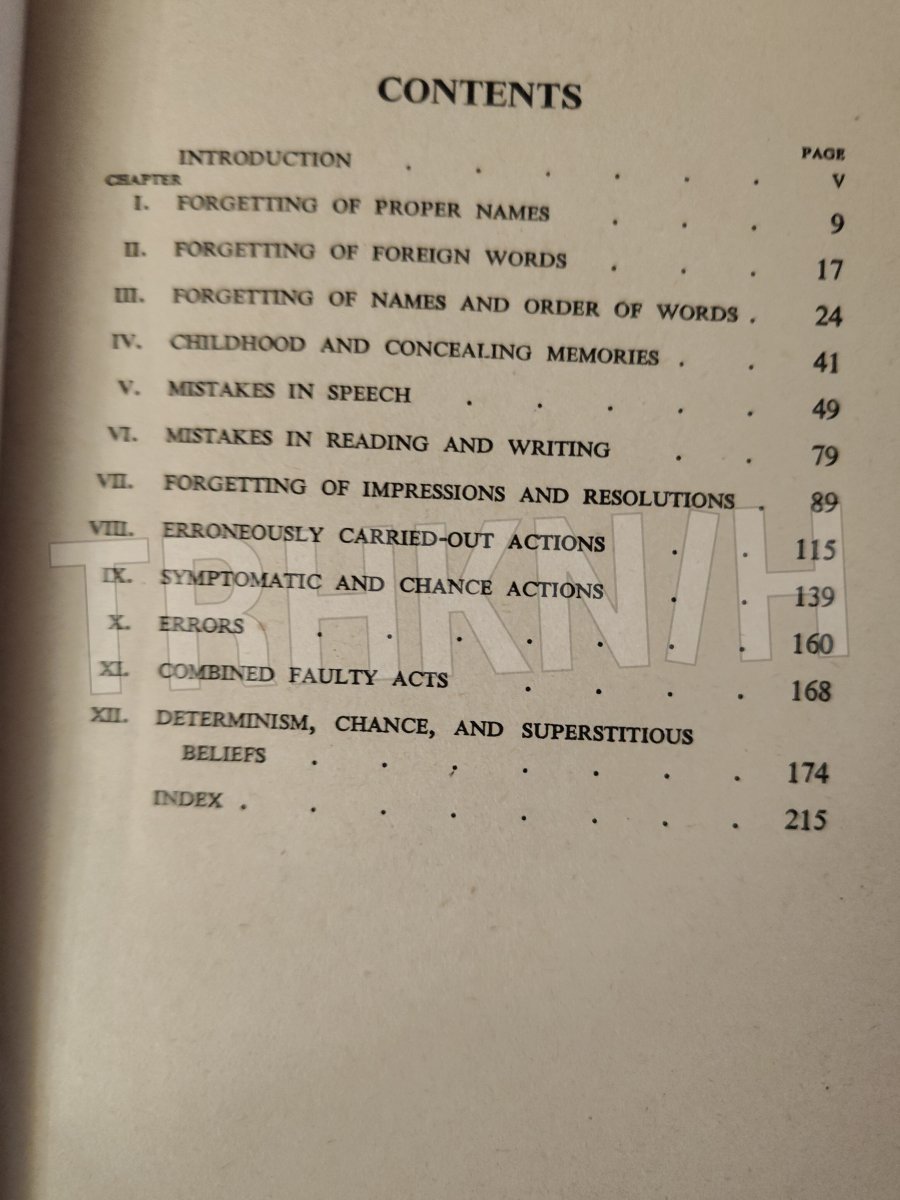 CONTENTS
PAGE
INTRODUCTION . . . . . . V
CHAPTER
I. FORGETTING OF PROPER NAMES . . . 9
II. FORGETTING OF FOREIGN WORDS . . . 17
III. FORGETTING OF NAMES AND ORDER OF WORDS . 24
IV. CHILDHOOD AND CONCEALING MEMORIES . . 41
V. MISTAKES IN SPEECH . . . . . 49
VI. MISTAKES IN READING AND WRITING . . 79
VII. FORGETTING OF IMPRESSIONS AND RESOLUTIONS . 89
VIII. ERRONEOUSLY CARRIED-OUT ACTIONS . . 115
IX. SYMPTOMATIC AND CHANCE ACTIONS . . 139
X. ERRORS . . . . . . . 160
XI. COMBINED FAULTY ACTS . . . . 168
XII. DETERMINISM, CHANCE, AND SUPERSTITIOUS
BELIEFS . . . . . . . 174
INDEX . . . . . . . . 215
TRHKN/H